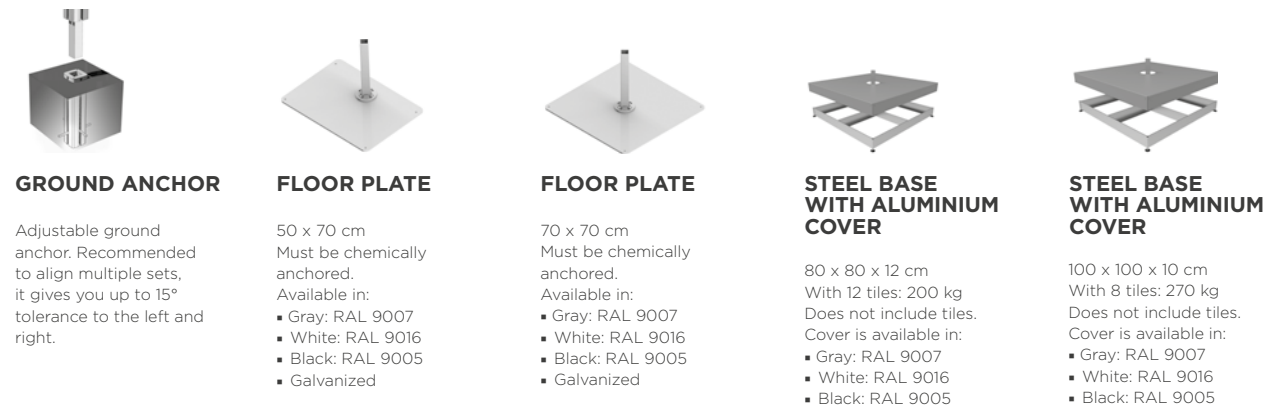 GROUND ANCHOR
Adjustable ground
anchor. Recommended
to align multiple sets,
it gives you up to 15°
tolerance to the left and
right.
FLOOR PLATE
50 x 70 cm
Must be chemically
anchored.
Available in:
▪ Gray: RAL 9007
▪ White: RAL 9016
▪ Black: RAL 9005
▪ Galvanized
FLOOR PLATE
70 x 70 cm
Must be chemically
anchored.
Available in:
▪ Gray: RAL 9007
▪ White: RAL 9016
▪ Black: RAL 9005
▪ Galvanized
STEEL BASE
WITH ALUMINIUM
COVER
80 x 80 x 12 cm
With 12 tiles: 200 kg
Does not include tiles.
Cover is available in:
▪ Gray: RAL 9007
▪ White: RAL 9016
▪ Black: RAL 9005
STEEL BASE
WITH ALUMINIUM
COVER
100 x 100 x 10 cm
With 8 tiles: 270 kg
Does not include tiles.
Cover is available in:
▪ Gray: RAL 9007
▪ White: RAL 9016
▪ Black: RAL 9005